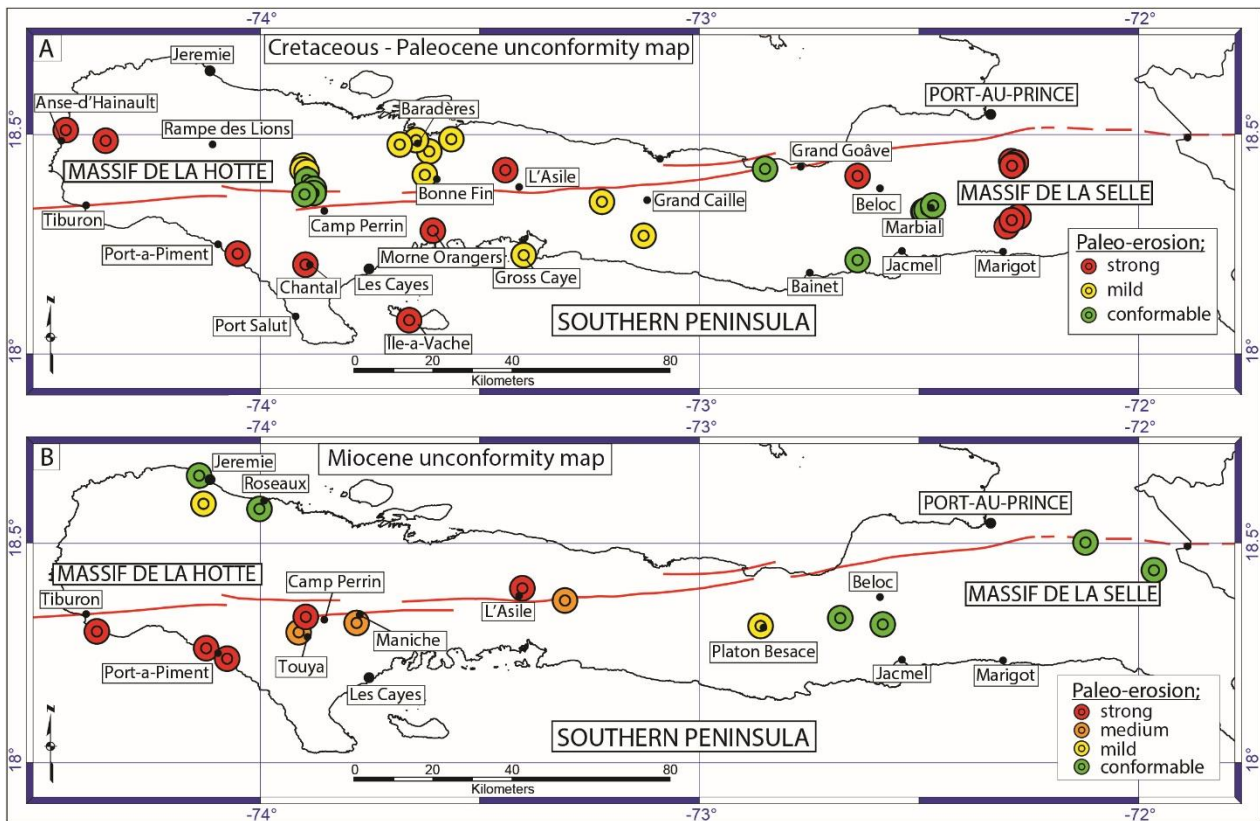 -74°
-73°
-72°
A
Cretaceous - Paleocene unconformity map
Jeremie
Anse-d'Hainault
Rampe des Lions
Baradères
PORT-AU-PRINCE
18.5°
18.5°
MASSIF DE LA HOTTE
Grand Goâve
L'Asile
Bonne Fin
Beloc
MASSIF DE LA SELLE
Tiburon
Camp Perrin
Grand Caille
Marbial
Port-a-Piment
Morne Orangers
Chantal
Les Cayes
Gross Caye
Bainet
Jacmel
Marigot
Port Salut
Île-a-Vache
SOUTHERN PENINSULA
Paleo-erosion;
strong
mild
conformable
N
18°
18°
0 20 40 60 80
Kilometers
-74°
-73°
-72°
-74°
-73°
-72°
B
Miocene unconformity map
Jeremie
Roseaux
PORT-AU-PRINCE
18.5°
18.5°
MASSIF DE LA HOTTE
Camp Perrin
Beloc
MASSIF DE LA SELLE
Tiburon
L'Asile
Maniche
Platon Besace
Port-a-Piment
Touya
Les Cayes
Jacmel
Marigot
SOUTHERN PENINSULA
Paleo-erosion;
strong
medium
mild
conformable
N
18°
18°
0 20 40 60 80
Kilometers
-74°
-73°
-72°